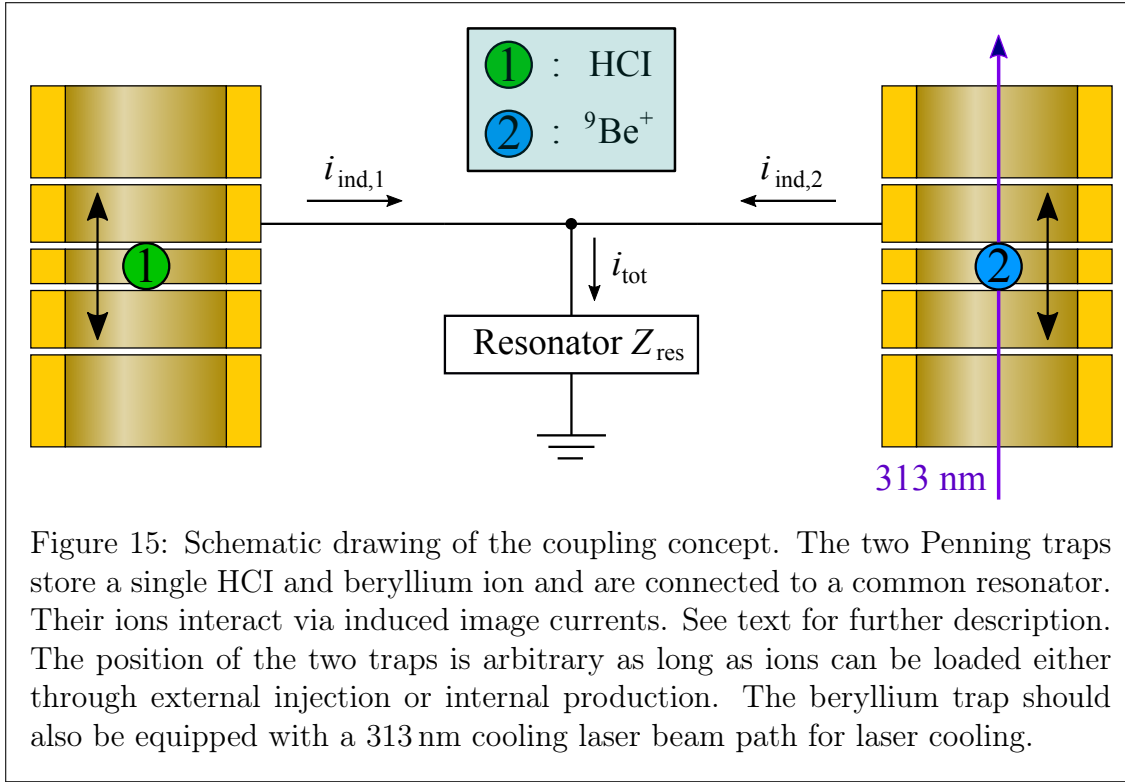 1 : HCI
2 : ⁹Be⁺
i_ind,1
i_ind,2
1
2
i_tot
Resonator Z_res
313 nm
Figure 15: Schematic drawing of the coupling concept. The two Penning traps
store a single HCI and beryllium ion and are connected to a common resonator.
Their ions interact via induced image currents. See text for further description.
The position of the two traps is arbitrary as long as ions can be loaded either
through external injection or internal production. The beryllium trap should
also be equipped with a 313 nm cooling laser beam path for laser cooling.